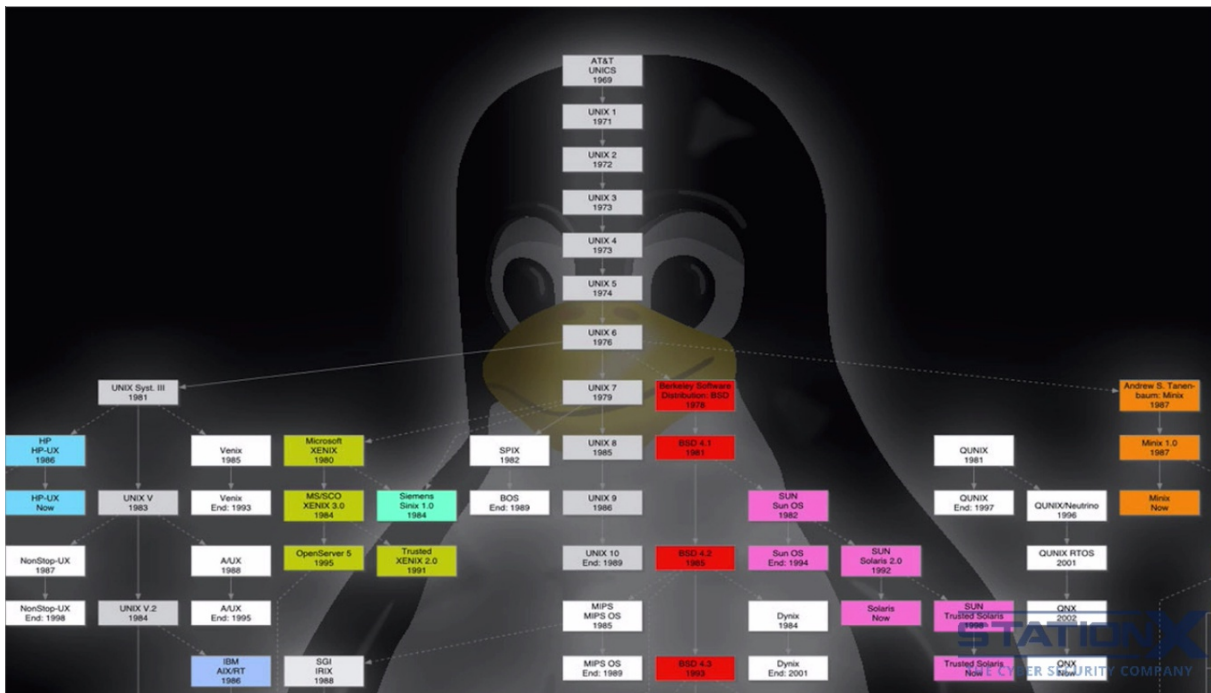 AT&T
UNICS
1969
UNIX 1
1971
UNIX 2
1972
UNIX 3
1973
UNIX 4
1973
UNIX 5
1974
UNIX 6
1976
UNIX Syst. III
1981
UNIX 7
1979
Berkeley Software
Distribution: BSD
1978
Andrew S. Tanen-
baum: Minix
1987
HP
HP-UX
1986
Venix
1985
Microsoft
XENIX
1980
SPIX
1982
UNIX 8
1985
BSD 4.1
1981
QUNIX
1981
Minix 1.0
1987
HP-UX
Now
UNIX V
1983
Venix
End: 1993
MS/SCO
XENIX 3.0
1984
Siemens
Sinix 1.0
1984
BOS
End: 1989
UNIX 9
1986
SUN
Sun OS
1982
QUNIX
End: 1997
QUNIX/Neutrino
1996
Minix
Now
NonStop-UX
1987
A/UX
1988
OpenServer 5
1995
Trusted
XENIX 2.0
1991
UNIX 10
End: 1989
BSD 4.2
1985
Sun OS
End: 1994
SUN
Solaris 2.0
1992
QUNIX RTOS
2001
NonStop-UX
End: 1998
UNIX V.2
1984
A/UX
End: 1995
MIPS
MIPS OS
1985
Dynix
1984
Solaris
Now
SUN
Trusted Solaris
1996
QNX
2002
IBM
AIX/RT
1986
SGI
IRIX
1988
MIPS OS
End: 1989
BSD 4.3
1993
Dynix
End: 2001
Trusted Solaris
Now
QNX
Now
STATIONX
THE CYBER SECURITY COMPANY